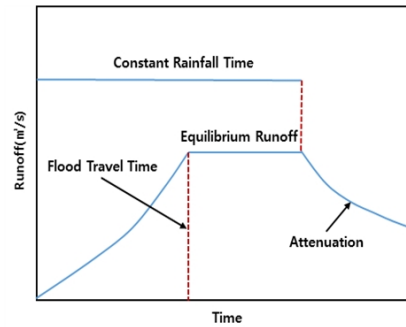 Constant Rainfall Time
Equilibrium Runoff
Flood Travel Time
Attenuation
Runoff(㎥/s)
Time